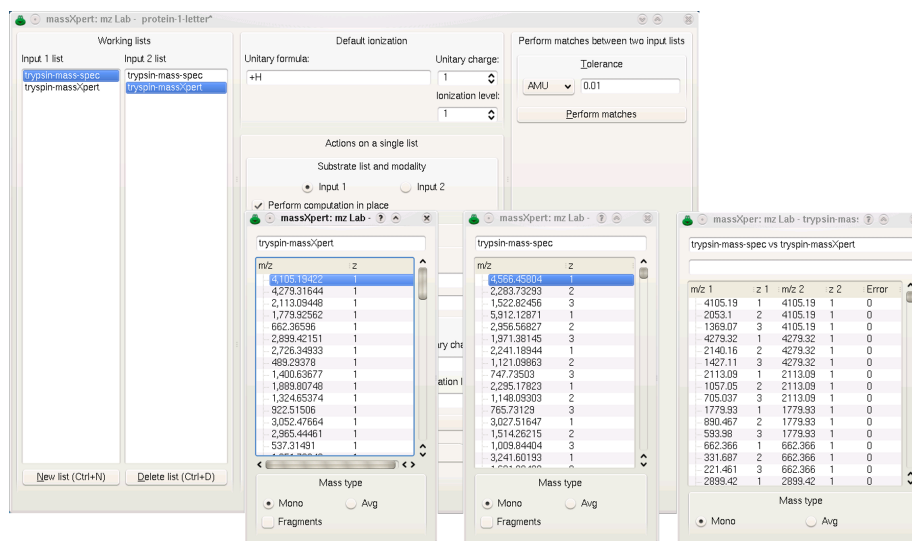 massXpert: mz Lab - protein-1-letter*
Working lists
Input 1 list Input 2 list
trypsin-mass-spec trypsin-mass-spec
tryspin-massXpert tryspin-massXpert
New list (Ctrl+N) Delete list (Ctrl+D)
Default ionization
Unitary formula: Unitary charge:
+H 1
Ionization level:
1
Actions on a single list
Substrate list and modality
Input 1 Input 2
Perform computation in place
Perform matches between two input lists
Tolerance
AMU 0.01
Perform matches
massXpert: mz Lab -
tryspin-massXpert
m/z z
4,105.19422 1
4,279.31644 1
2,113.09448 1
1,779.92562 1
662.36596 1
2,899.42151 1
2,726.34933 1
489.29378 1
1,400.63677 1
1,889.80748 1
1,324.65374 1
922.51506 1
3,052.47664 1
2,965.44461 1
537.31491 1
Mass type
Mono Avg
Fragments
massXpert: mz Lab -
trypsin-mass-spec
m/z z
4,566.45804 1
2,283.73293 2
1,522.82456 3
5,912.12871 1
2,956.56827 2
1,971.38145 3
2,241.18944 1
1,121.09863 2
747.73503 3
2,295.17823 1
1,148.09303 2
765.73129 3
3,027.51647 1
1,514.26215 2
1,009.84404 3
3,241.60193 1
Mass type
Mono Avg
Fragments
massXper: mz Lab - trypsin-mas:
trypsin-mass-spec vs tryspin-massXpert
m/z 1 z 1 m/z 2 z 2 Error
4105.19 1 4105.19 1 0
2053.1 2 4105.19 1 0
1369.07 3 4105.19 1 0
4279.32 1 4279.32 1 0
2140.16 2 4279.32 1 0
1427.11 3 4279.32 1 0
2113.09 1 2113.09 1 0
1057.05 2 2113.09 1 0
705.037 3 2113.09 1 0
1779.93 1 1779.93 1 0
890.467 2 1779.93 1 0
593.98 3 1779.93 1 0
662.366 1 662.366 1 0
331.687 2 662.366 1 0
221.461 3 662.366 1 0
2899.42 1 2899.42 1 0
Mass type
Mono Avg